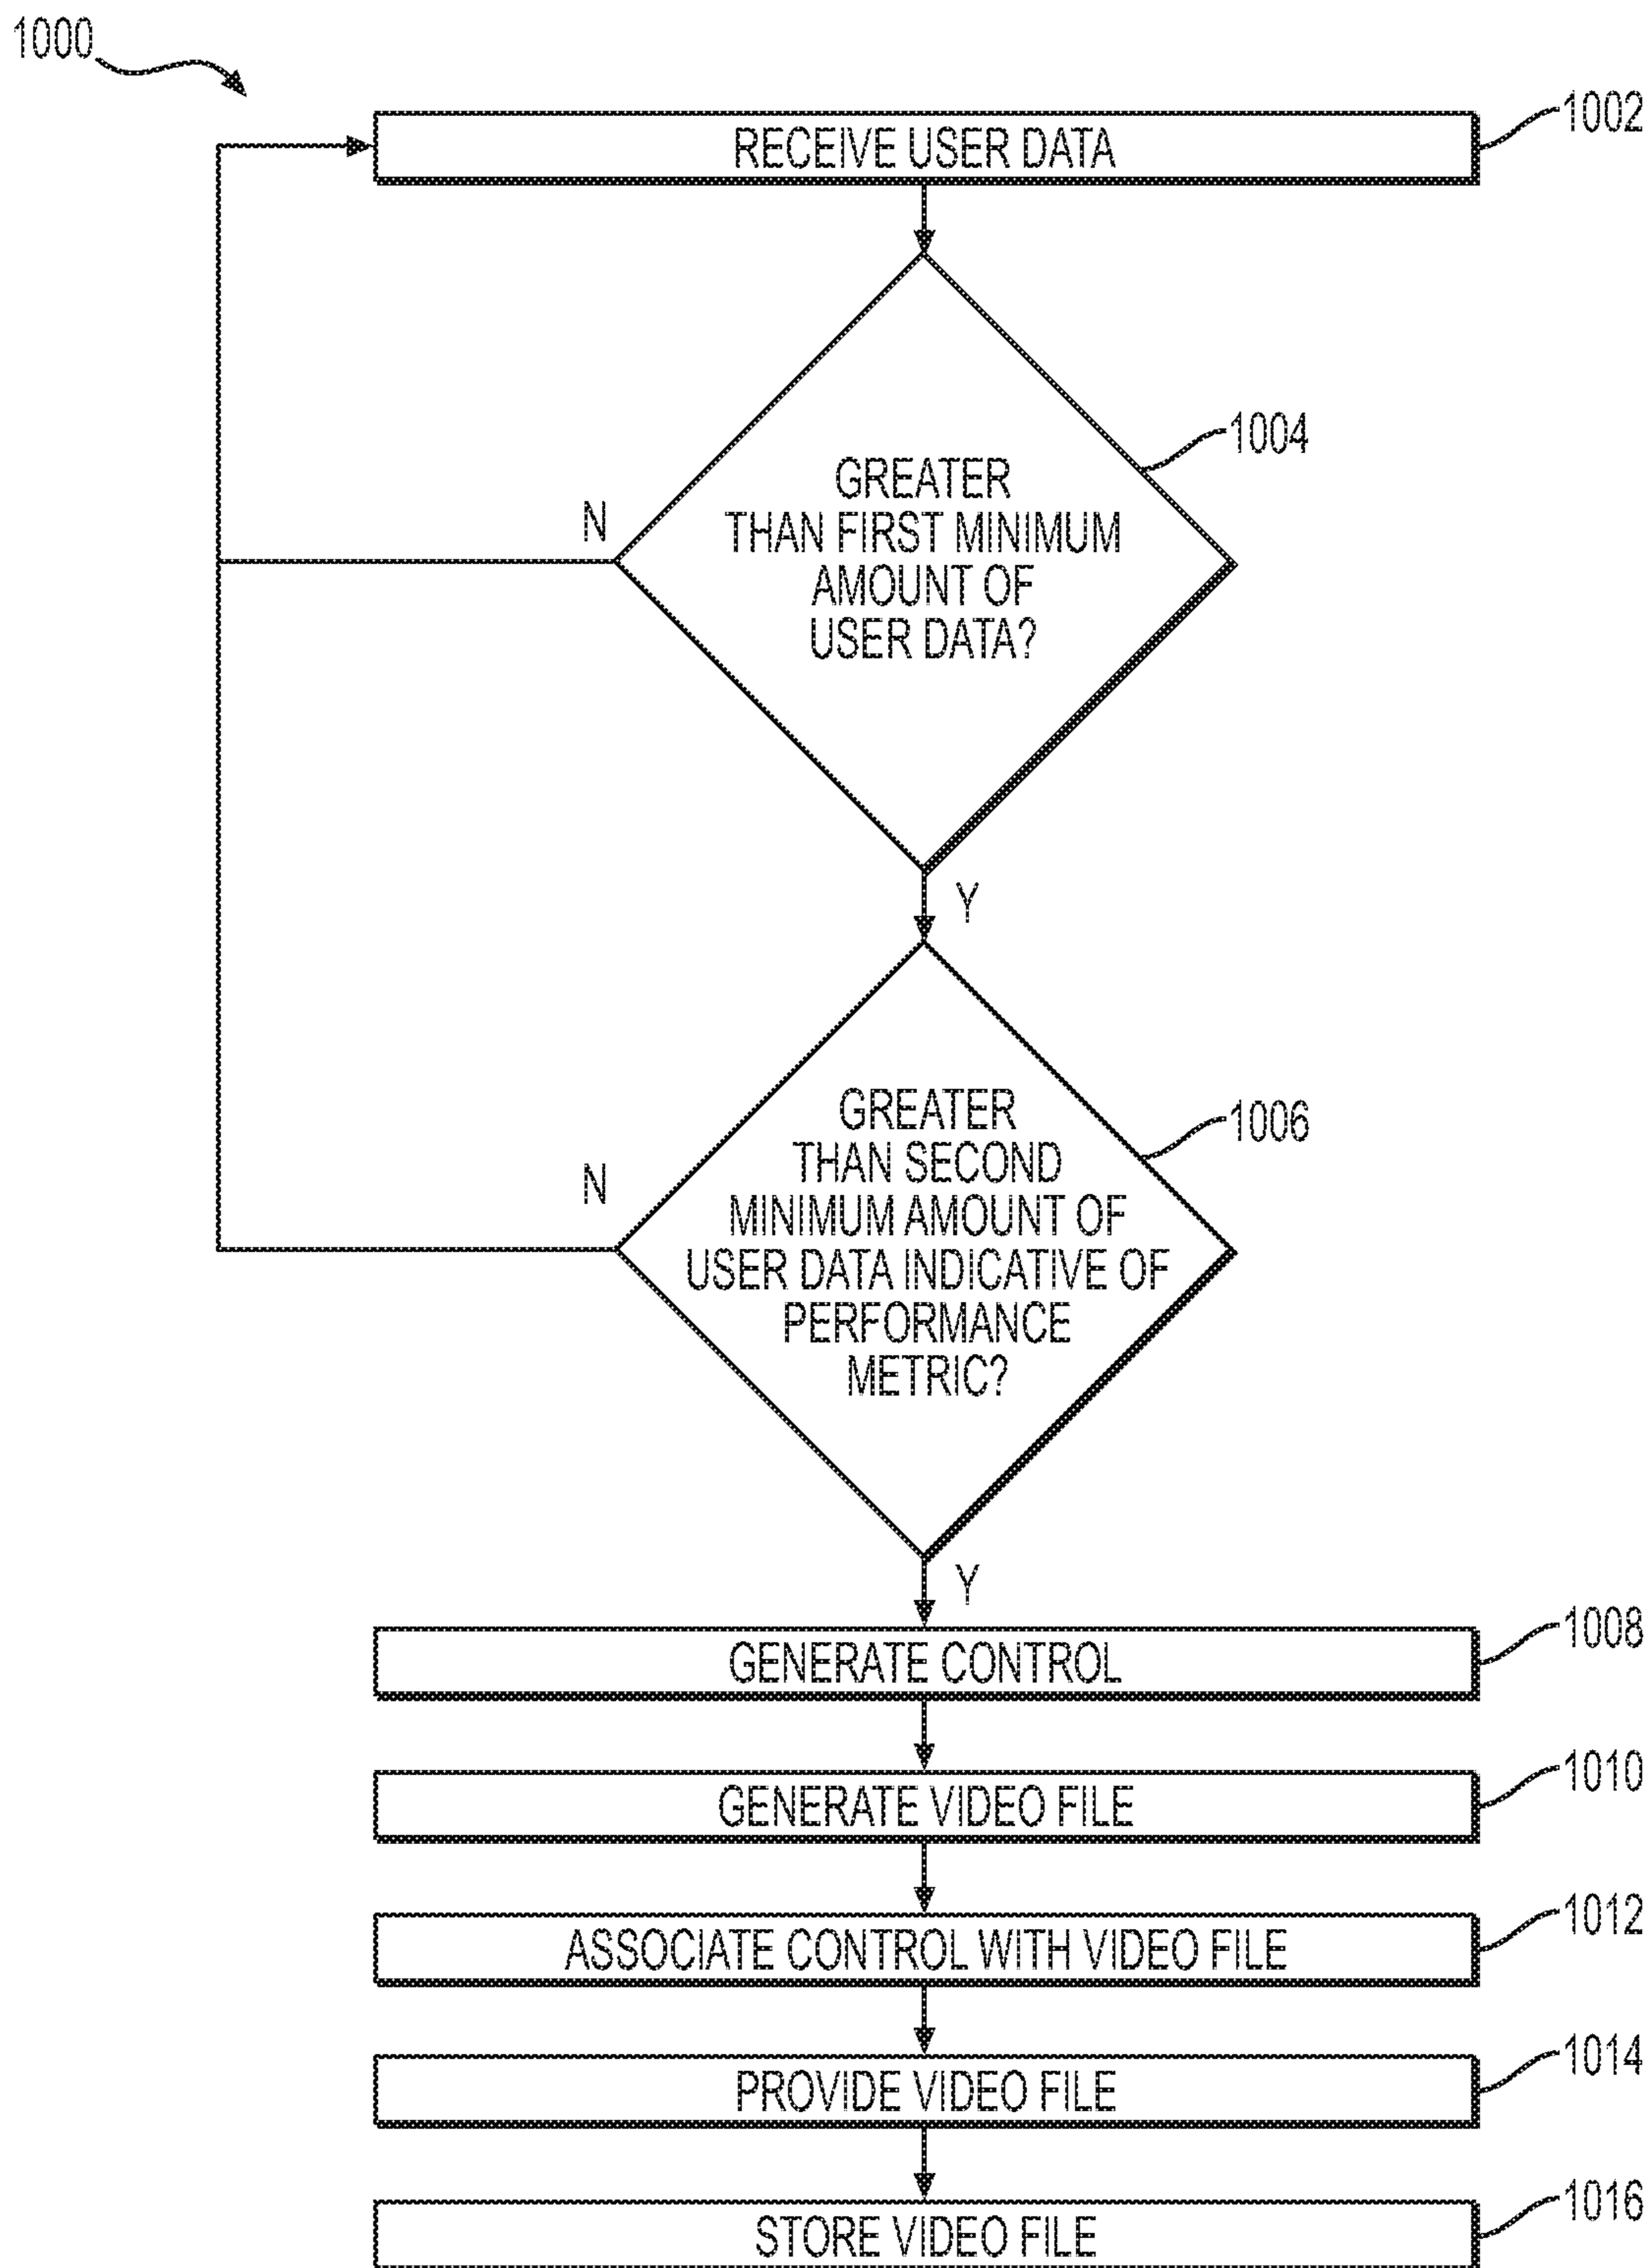 1000
RECEIVE USER DATA
1002
GREATER
THAN FIRST MINIMUM
AMOUNT OF
USER DATA?
1004
N
Y
GREATER
THAN SECOND
MINIMUM AMOUNT OF
USER DATA INDICATIVE OF
PERFORMANCE
METRIC?
1006
N
Y
GENERATE CONTROL
1008
GENERATE VIDEO FILE
1010
ASSOCIATE CONTROL WITH VIDEO FILE
1012
PROVIDE VIDEO FILE
1014
STORE VIDEO FILE
1016